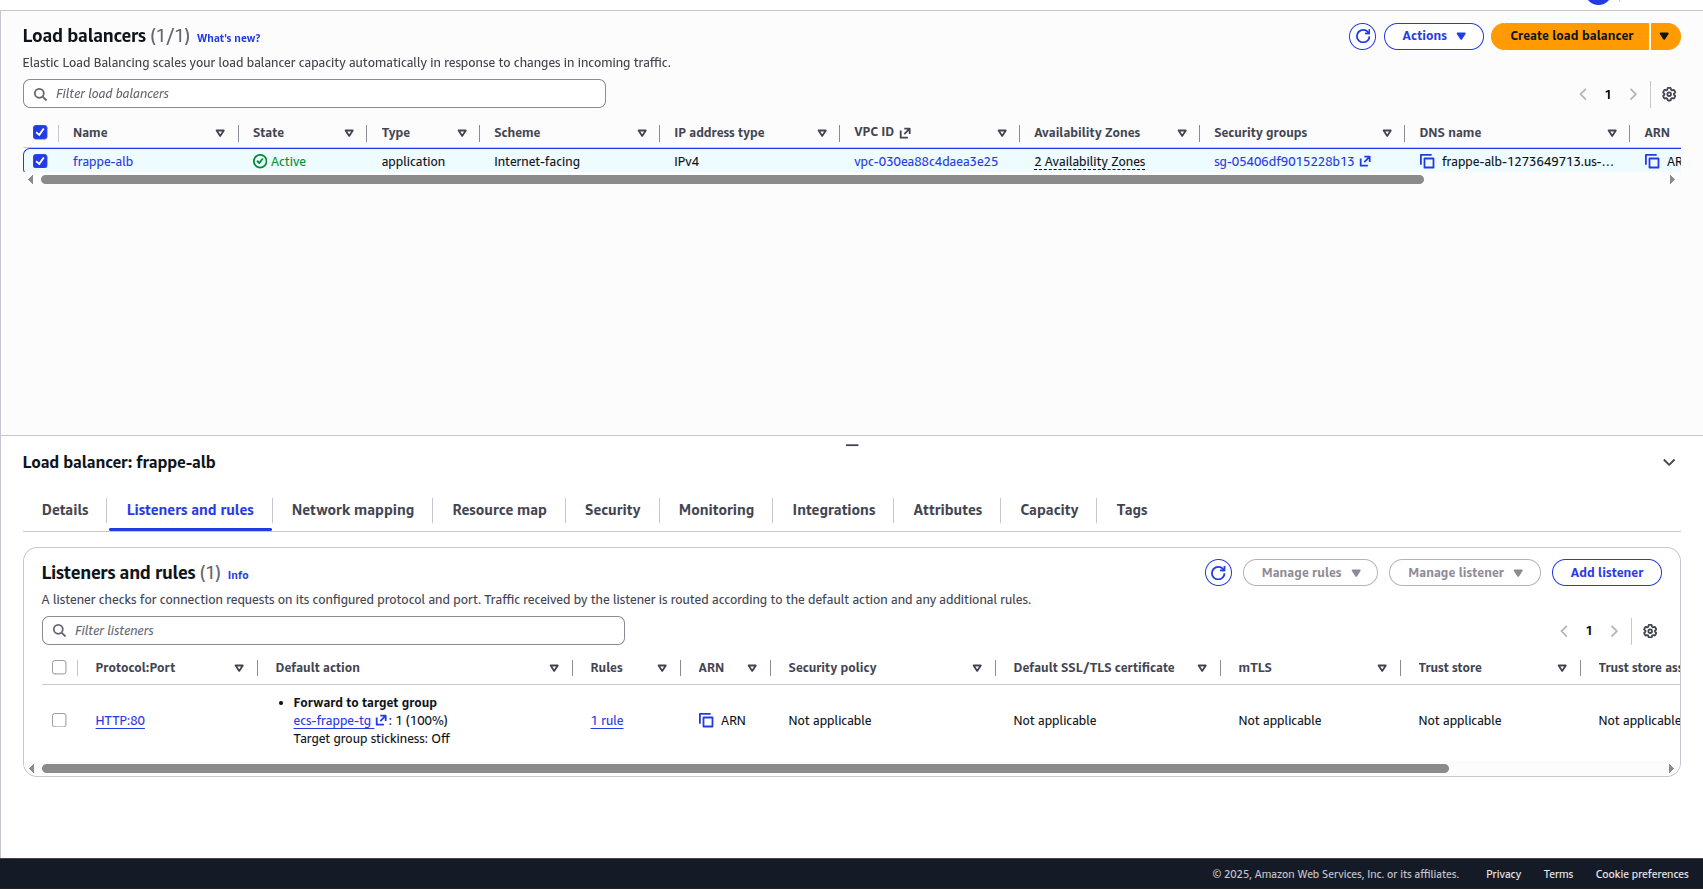 Load balancers (1/1) What's new?
Actions
Create load balancer
Elastic Load Balancing scales your load balancer capacity automatically in response to changes in incoming traffic.
Filter load balancers
1
Name State Type Scheme IP address type VPC ID Availability Zones Security groups DNS name ARN
frappe-alb Active application Internet-facing IPv4 vpc-030ea88c4daea3e25 2 Availability Zones sg-05406df9015228b13 frappe-alb-1273649713.us-... AR
Load balancer: frappe-alb
Details Listeners and rules Network mapping Resource map Security Monitoring Integrations Attributes Capacity Tags
Listeners and rules (1) Info
Manage rules Manage listener Add listener
A listener checks for connection requests on its configured protocol and port. Traffic received by the listener is routed according to the default action and any additional rules.
Filter listeners
1
Protocol:Port Default action Rules ARN Security policy Default SSL/TLS certificate mTLS Trust store Trust store ass
• Forward to target group
HTTP:80 ecs-frappe-tg : 1 (100%) 1 rule ARN Not applicable Not applicable Not applicable Not applicable Not applicable
Target group stickiness: Off
© 2025, Amazon Web Services, Inc. or its affiliates. Privacy Terms Cookie preferences